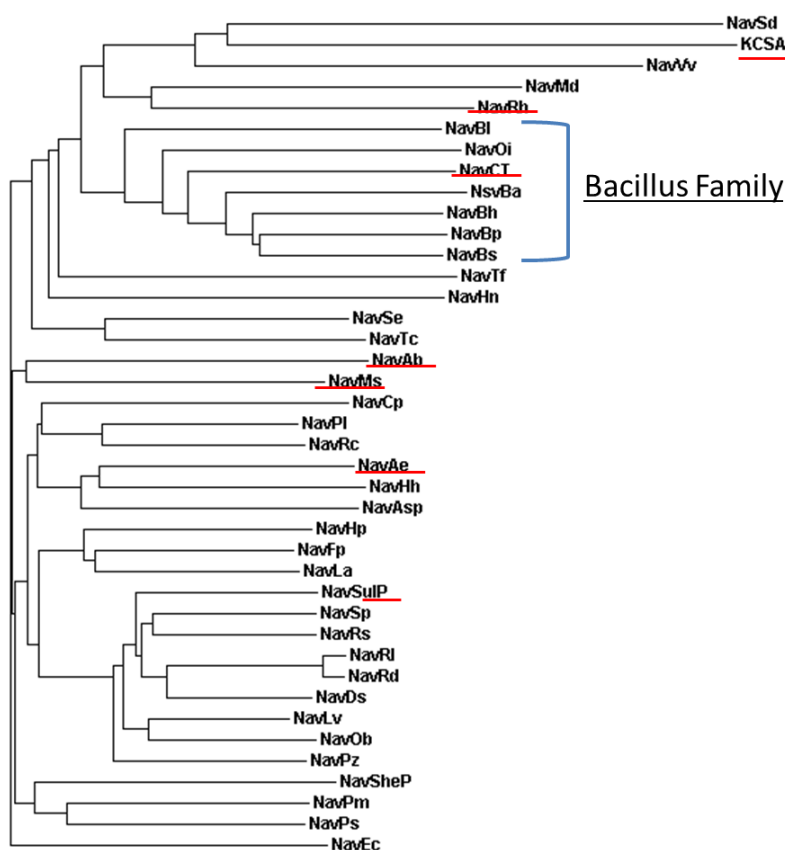 NavSd
KCSA
NavVv
NavMd
NavRh
NavBl
NavOi
NavCT
NsvBa
NavBh
NavBp
NavBs
Bacillus Family
NavTf
NavHn
NavSe
NavTc
NavAb
NavMs
NavCp
NavPl
NavRc
NavAe
NavHh
NavAsp
NavHp
NavFp
NavLa
NavSulP
NavSp
NavRs
NavRl
NavRd
NavDs
NavLv
NavOb
NavPz
NavSheP
NavPm
NavPs
NavEc